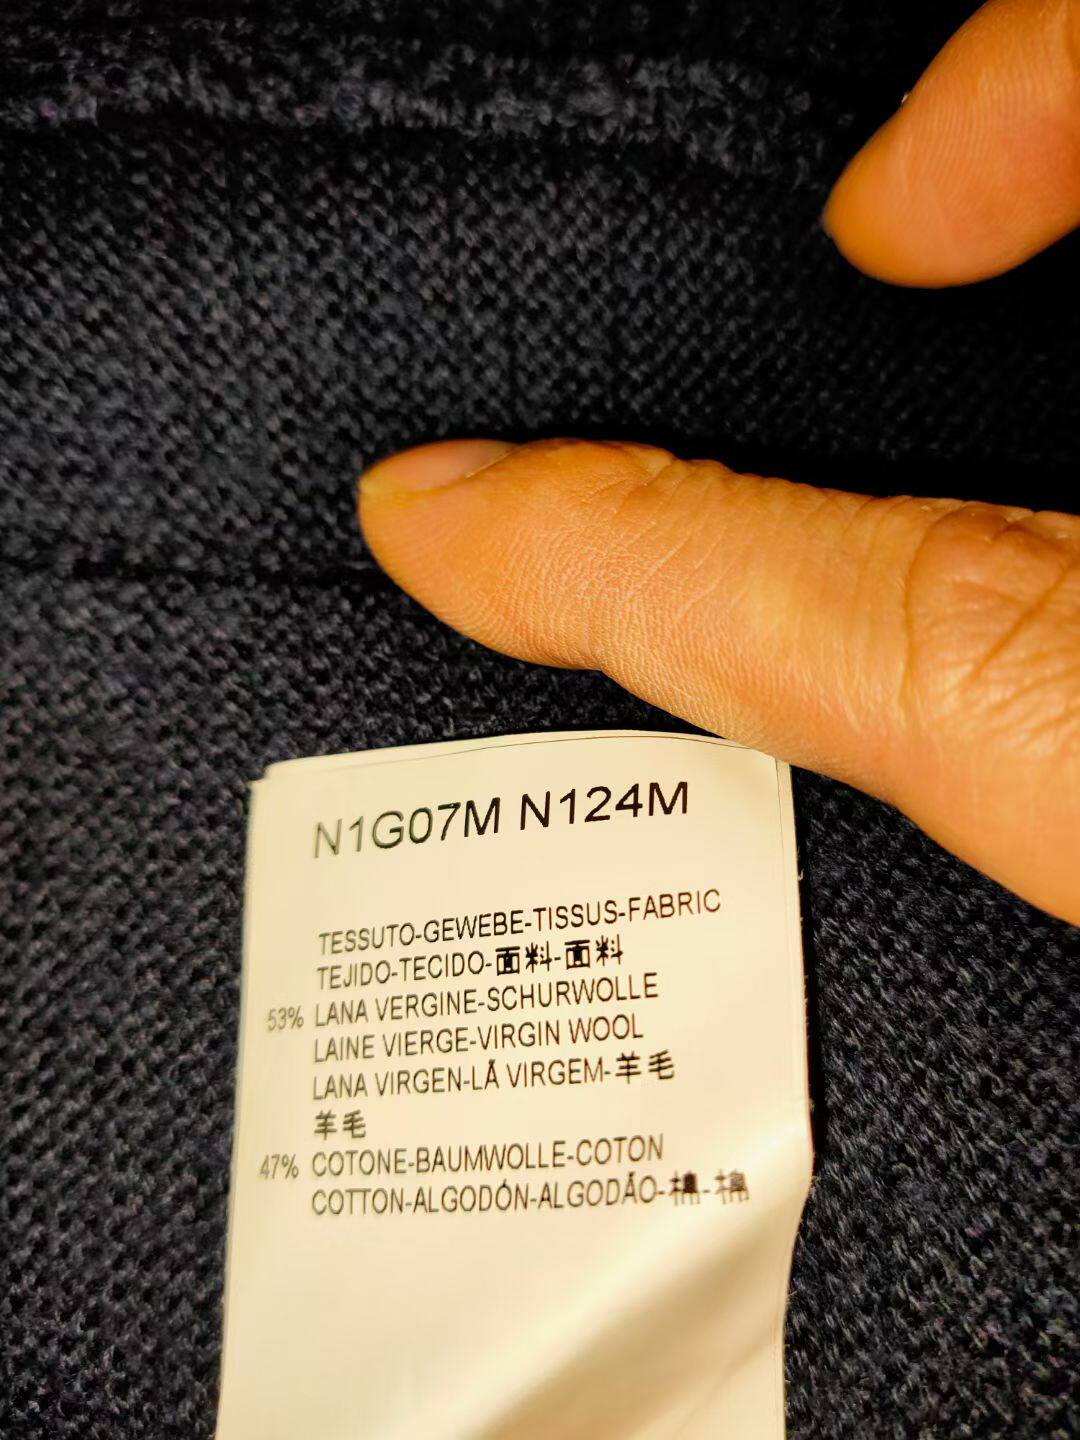 N1G07M N124M
TESSUTO-GEWEBE-TISSUS-FABRIC
TEJIDO-TECIDO-面料-面料
53% LANA VERGINE-SCHURWOLLE
LAINE VIERGE-VIRGIN WOOL
LANA VIRGEN-LÃ VIRGEM-羊毛
羊毛
47% COTONE-BAUMWOLLE-COTON
COTTON-ALGODÓN-ALGODÃO-棉-棉